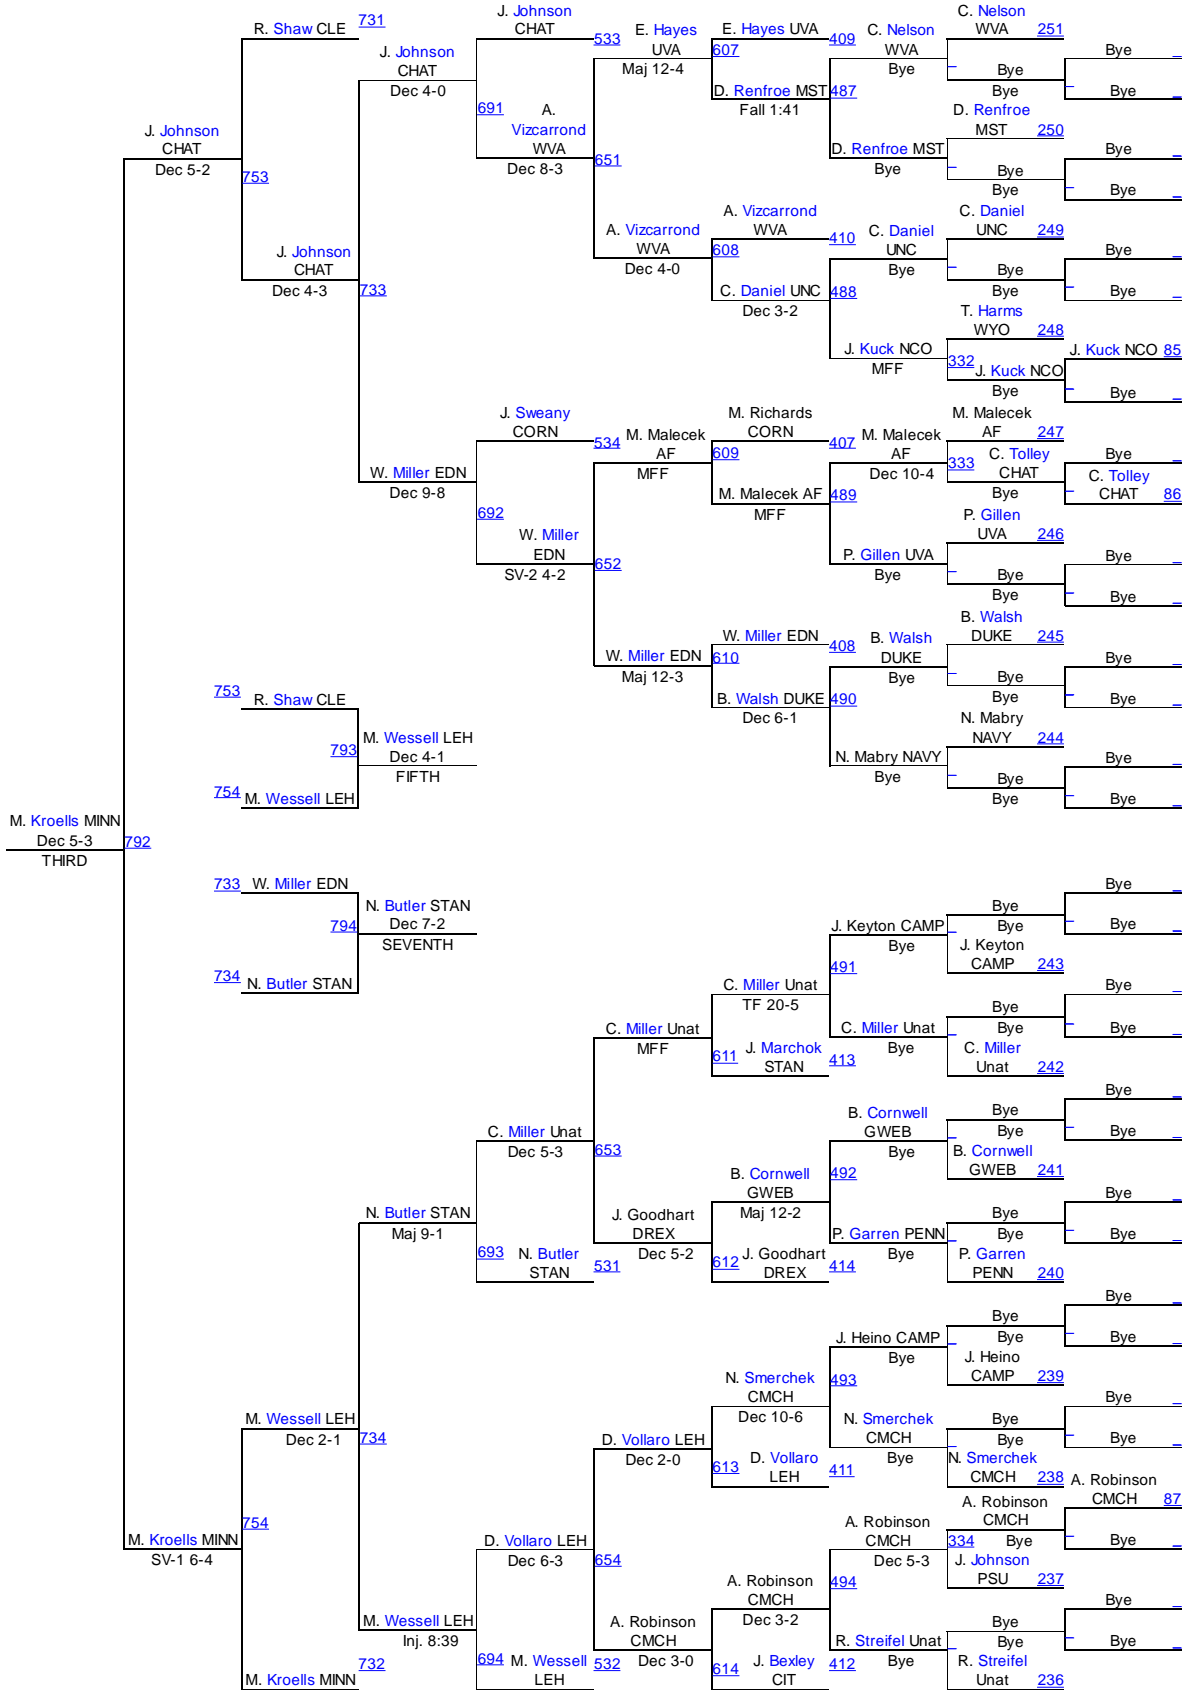 C. Nelson
J. Johnson
R. Shaw CLE 731
CHAT 533 E. Hayes
E. Hayes UVA 409 C. Nelson
WVA 251
Bye _
J. Johnson
UVA
607
WVA
CHAT
Maj 12-4
Bye
_ Bye
Dec 4-0
Bye
_ Bye _
D. Renfroe MST 487
691 A.
Fall 1:41
D. Renfroe
J. Johnson
Vizcarrond
MST 250
CHAT
WVA
D. Renfroe MST
Bye _
Dec 5-2
Dec 8-3
651
Bye
_ Bye
753
Bye
_ Bye _
A. Vizcarrond
C. Daniel
A. Vizcarrond
WVA 410 C. Daniel
UNC 249
J. Johnson
WVA
608
UNC
Bye _
CHAT
Dec 4-0
Bye
_ Bye
Dec 4-3
733
C. Daniel UNC 488
Bye
_ Bye _
Dec 3-2
T. Harms
WYO 248
J. Kuck NCO
J. Kuck NCO 85
MFF
332 J. Kuck NCO
Bye
_ Bye _
J. Sweany
M. Richards
M. Malecek
CORN 534 M. Malecek
CORN 407 M. Malecek
AF 247
AF
609
AF
C. Tolley
W. Miller EDN
MFF
Dec 10-4
333 CHAT
C. Tolley
Dec 9-8
M. Malecek AF 489
Bye
_ CHAT 86
692
MFF
P. Gillen
W. Miller
UVA 246
EDN
P. Gillen UVA
Bye _
SV-2 4-2
652
Bye
_ Bye
Bye
_ Bye _
B. Walsh
W. Miller EDN 408 B. Walsh
DUKE 245
W. Miller EDN 610
DUKE
Bye _
Maj 12-3
Bye
_ Bye
753 R. Shaw CLE
B. Walsh DUKE 490
Bye
_ Bye _
Dec 6-1
N. Mabry
M. Wessell LEH
NAVY 244
793 Dec 4-1
N. Mabry NAVY
Bye _
FIFTH
Bye
_ Bye
754 M. Wessell LEH
Bye
_ Bye _
M. Kroells MINN
Dec 5-3 792
THIRD
733 W. Miller EDN
Bye _
N. Butler STAN
Bye
794 Dec 7-2
J. Keyton CAMP _ Bye
_ Bye _
SEVENTH
Bye
J. Keyton
491
CAMP 243
734 N. Butler STAN
C. Miller Unat
Bye _
TF 20-5
Bye
C. Miller Unat
C. Miller Unat _ Bye
_ Bye _
MFF
611 J. Marchok 413
Bye
C. Miller
STAN
Unat 242
B. Cornwell
Bye _
C. Miller Unat
GWEB
Bye
Dec 5-3
653
Bye
_ Bye
_ Bye _
B. Cornwell
492
B. Cornwell
GWEB
GWEB 241
N. Butler STAN
J. Goodhart
Maj 12-2
Bye _
Maj 9-1
DREX
P. Garren PENN
Bye
693 N. Butler
Dec 5-2
Bye
_ Bye
_ Bye _
STAN 531
612 J. Goodhart
P. Garren
DREX 414
PENN 240
Bye _
Bye
J. Heino CAMP _ Bye
_ Bye _
Bye
J. Heino
N. Smerchek 493
CAMP 239
CMCH
M. Wessell LEH
Dec 10-6
N. Smerchek
Bye _
Dec 2-1
734
D. Vollaro LEH
CMCH
Bye
Dec 2-0
Bye
_ Bye
_ Bye _
613 D. Vollaro 411
N. Smerchek
LEH
CMCH 238 A. Robinson
A. Robinson
CMCH 87
754
A. Robinson
CMCH
M. Kroells MINN
D. Vollaro LEH
CMCH
334 Bye
_ Bye _
SV-1 6-4
Dec 6-3
654
Dec 5-3
J. Johnson
A. Robinson 494
PSU 237
CMCH
Bye _
M. Wessell LEH
A. Robinson
Dec 3-2
Bye
Inj. 8:39
CMCH
R. Streifel Unat _ Bye
_ Bye _
M. Kroells MINN 732
694 M. Wessell 532
Dec 3-0
614 J. Bexley 412
Bye
R. Streifel
LEH
CIT
Unat 236